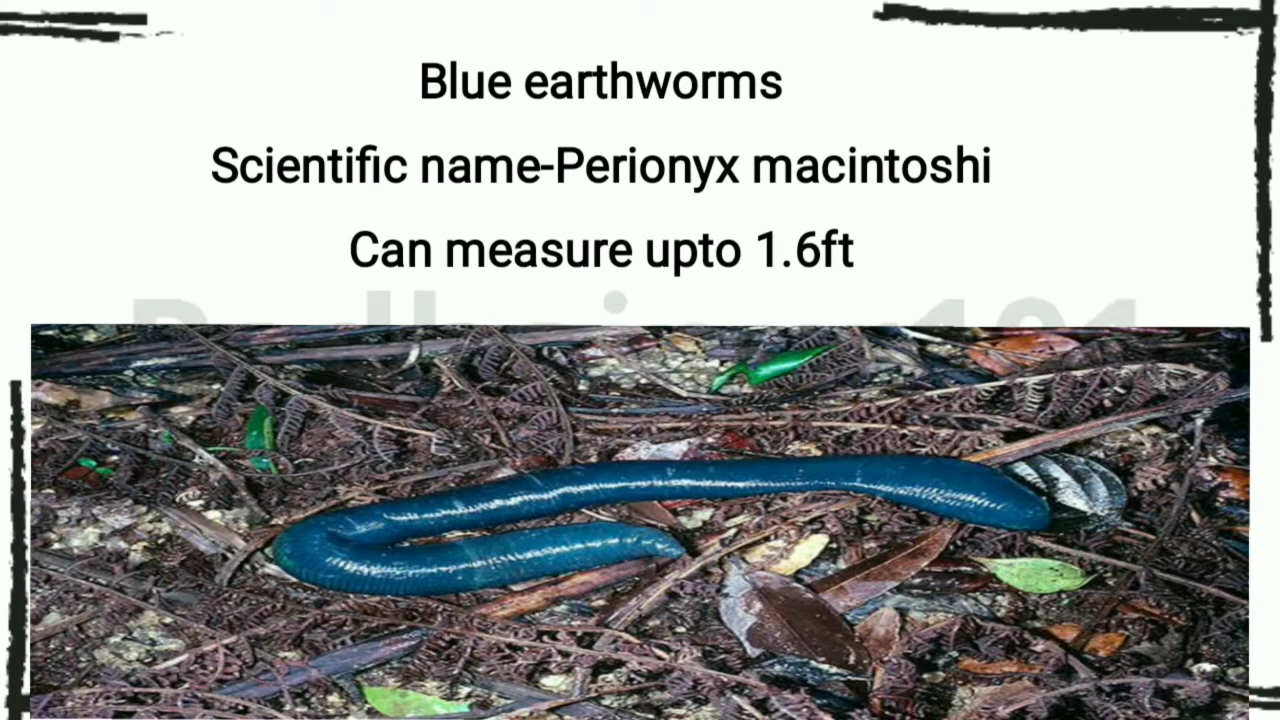 Blue earthworms
Scientific name-Perionyx macintoshi
Can measure upto 1.6ft